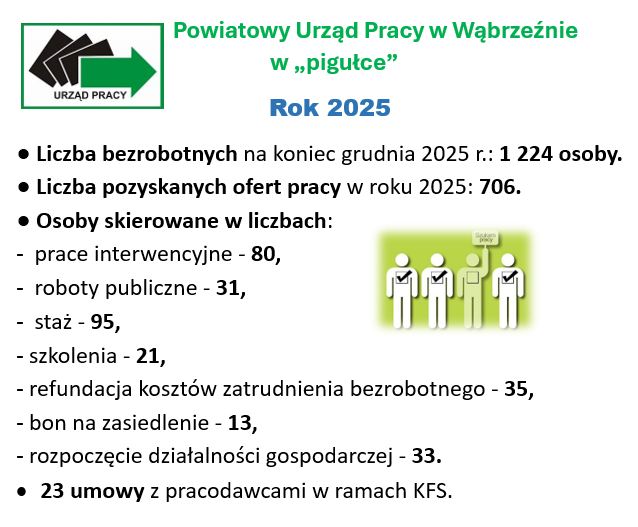 URZĄD PRACY
Powiatowy Urząd Pracy w Wąbrzeźnie
w „pigułce”
Rok 2025
● Liczba bezrobotnych na koniec grudnia 2025 r.: 1 224 osoby.
● Liczba pozyskanych ofert pracy w roku 2025: 706.
● Osoby skierowane w liczbach:
- prace interwencyjne - 80,
- roboty publiczne - 31,
- staż - 95,
- szkolenia - 21,
- refundacja kosztów zatrudnienia bezrobotnego - 35,
- bon na zasiedlenie - 13,
- rozpoczęcie działalności gospodarczej - 33.
• 23 umowy z pracodawcami w ramach KFS.
Szukam
pracy